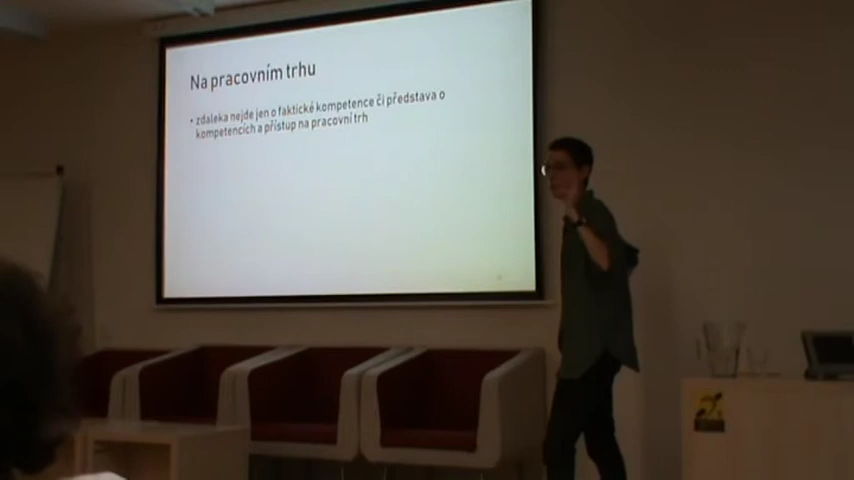 Na pracovním trhu
• zdaleka nejde jen o faktické kompetence či představa o
kompetencích a přístup na pracovní trh